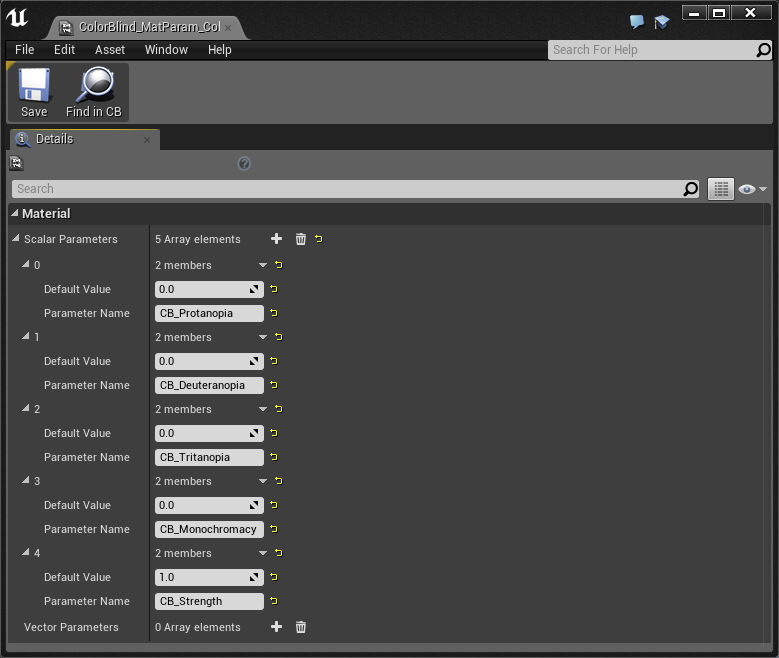 ColorBlind_MatParam_Col
File Edit Asset Window Help
Search For Help
Save Find in CB
Details
Search
Material
Scalar Parameters 5 Array elements
0 2 members
Default Value 0.0
Parameter Name CB_Protanopia
1 2 members
Default Value 0.0
Parameter Name CB_Deuteranopia
2 2 members
Default Value 0.0
Parameter Name CB_Tritanopia
3 2 members
Default Value 0.0
Parameter Name CB_Monochromacy
4 2 members
Default Value 1.0
Parameter Name CB_Strength
Vector Parameters 0 Array elements